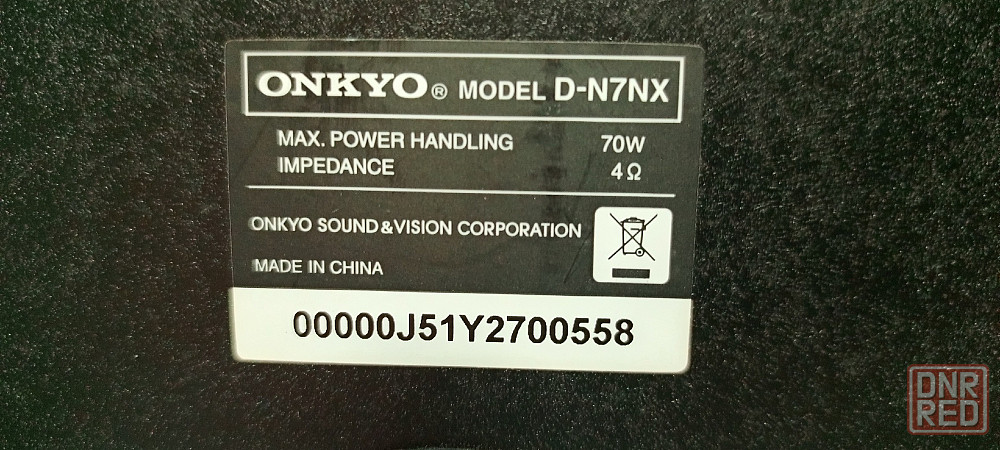 ONKYO® MODEL D-N7NX
MAX. POWER HANDLING 70W
IMPEDANCE 4Ω
ONKYO SOUND & VISION CORPORATION
MADE IN CHINA
00000J51Y2700558
DNR
RED